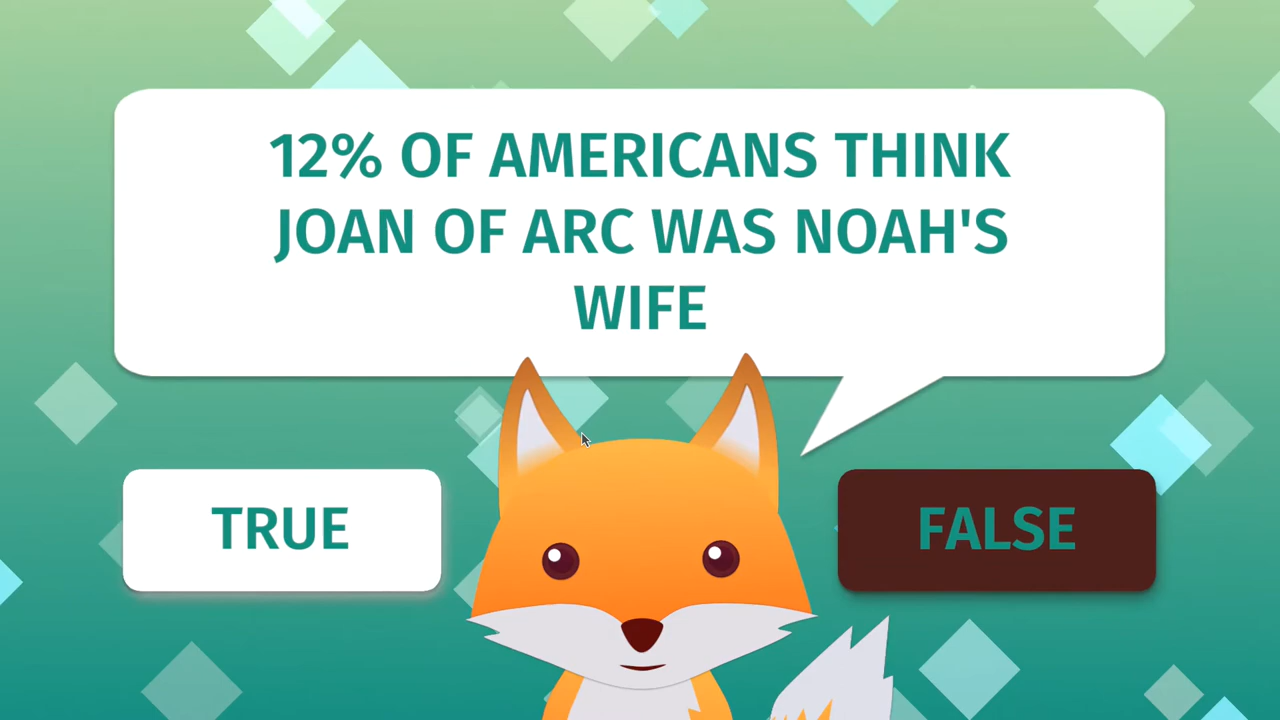 12% OF AMERICANS THINK
JOAN OF ARC WAS NOAH'S
WIFE
TRUE
FALSE